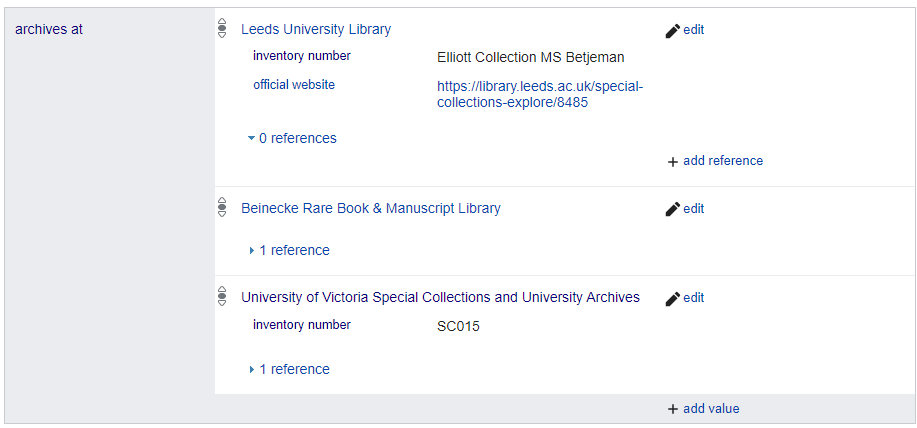 archives at
Leeds University Library
edit
inventory number
Elliott Collection MS Betjeman
official website
https://library.leeds.ac.uk/special-
collections-explore/8485
0 references
add reference
Beinecke Rare Book & Manuscript Library
edit
1 reference
University of Victoria Special Collections and University Archives
edit
inventory number
SC015
1 reference
add value